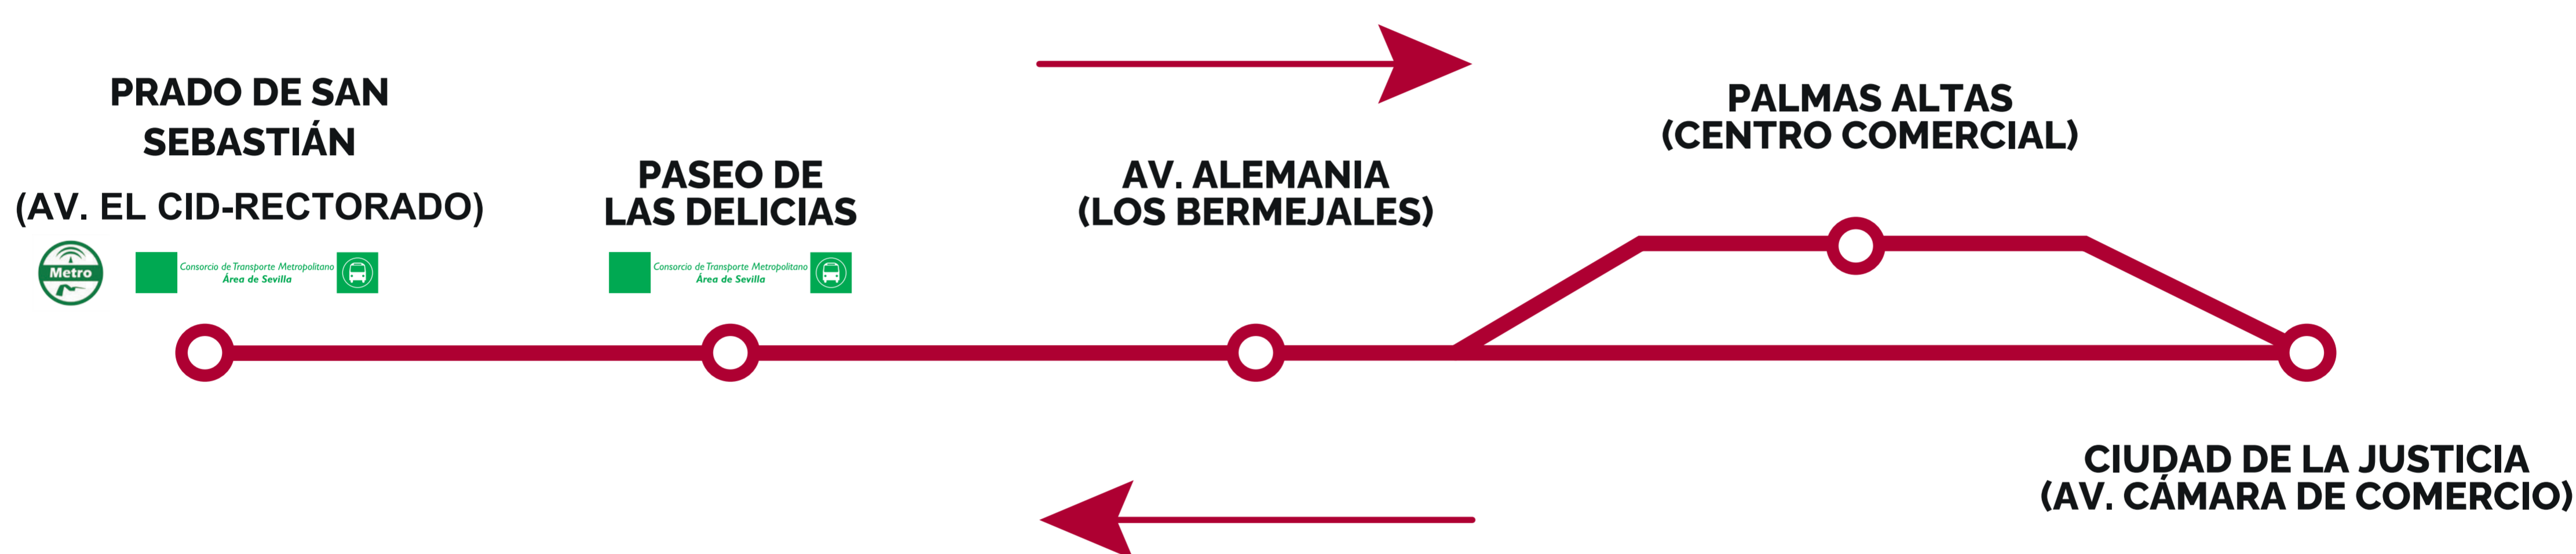 PRADO DE SAN
SEBASTIÁN
(AV. EL CID-RECTORADO)
Metro
Consorcio de Transporte Metropolitano
Área de Sevilla
PASEO DE
LAS DELICIAS
Consorcio de Transporte Metropolitano
Área de Sevilla
AV. ALEMANIA
(LOS BERMEJALES)
PALMAS ALTAS
(CENTRO COMERCIAL)
CIUDAD DE LA JUSTICIA
(AV. CÁMARA DE COMERCIO)